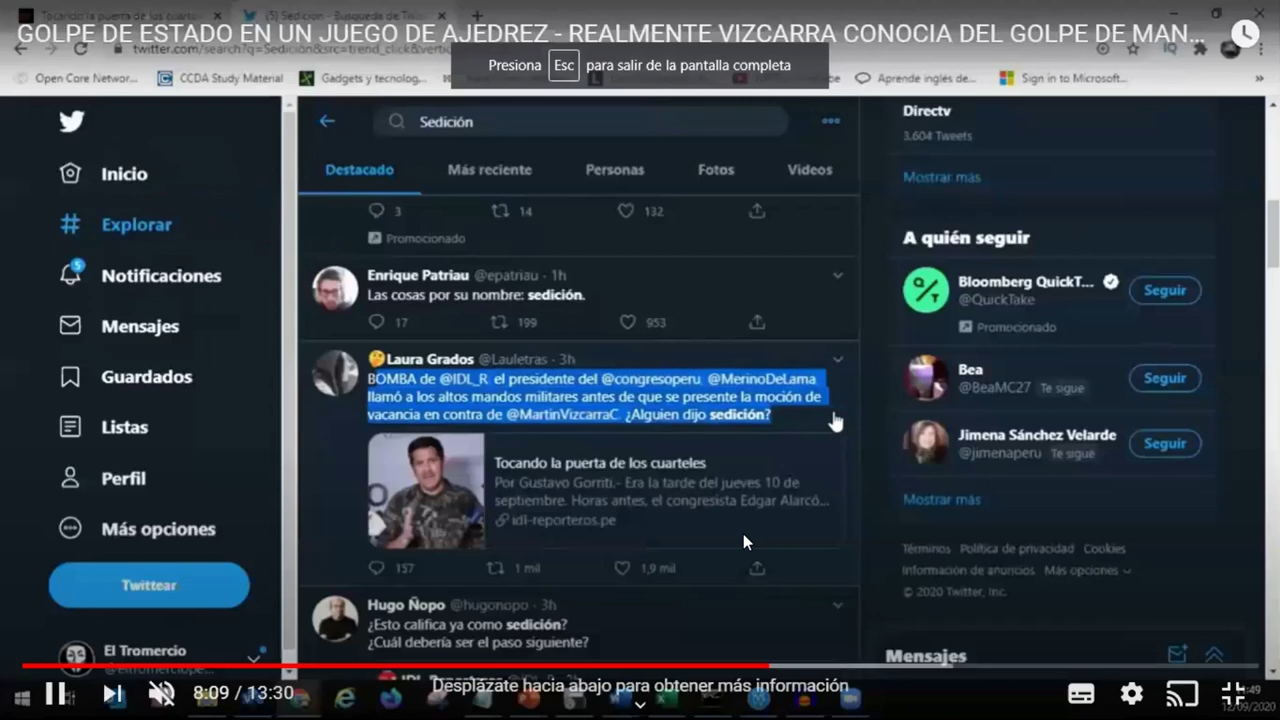 Tocando la puerta de los cuarte
(5) Sedición - Búsqueda de Twi
GOLPE DE ESTADO EN UN JUEGO DE AJEDREZ - REALMENTE VIZCARRA CONOCIA DEL GOLPE DE MAN...
twitter.com/search?q=Sedición&src=trend_click&vertic
Presiona Esc para salir de la pantalla completa
Open Core Networ...
CCDA Study Material
Gadgets y tecnolog...
Aprende inglés de...
Sign in to Microsoft...
»
Sedición
Directv
3.604 Tweets
Mostrar más
Inicio
Explorar
5
Notificaciones
Mensajes
Guardados
Listas
Perfil
Más opciones
Twittear
El Tromercio
Destacado
Más reciente
Personas
Fotos
Videos
3 14 132
Promocionado
Enrique Patriau @epatriau · 1h
Las cosas por su nombre: sedición.
17 199 953
Laura Grados @Lauletras · 3h
BOMBA de @IDL_R el presidente del @congresoperu, @MerinoDeLama
llamó a los altos mandos militares antes de que se presente la moción de
vacancia en contra de @MartinVizcarraC. ¿Alguien dijo sedición?
Tocando la puerta de los cuarteles
Por Gustavo Gorriti.- Era la tarde del jueves 10 de
septiembre. Horas antes, el congresista Edgar Alarcó...
idl-reporteros.pe
157 1 mil 1,9 mil
Hugo Ñopo @hugonopo · 3h
¿Esto califica ya como sedición?
¿Cuál debería ser el paso siguiente?
A quién seguir
Bloomberg QuickT...
@QuickTake
Promocionado
Seguir
Bea
@BeaMC27 Te sigue
Seguir
Jimena Sánchez Velarde
@jimenaperu Te sigue
Seguir
Mostrar más
Términos Política de privacidad Cookies
Información de anuncios Más opciones
© 2020 Twitter, Inc.
Mensajes
8:09 / 13:30
Desplázate hacia abajo para obtener más información
12/09/2020